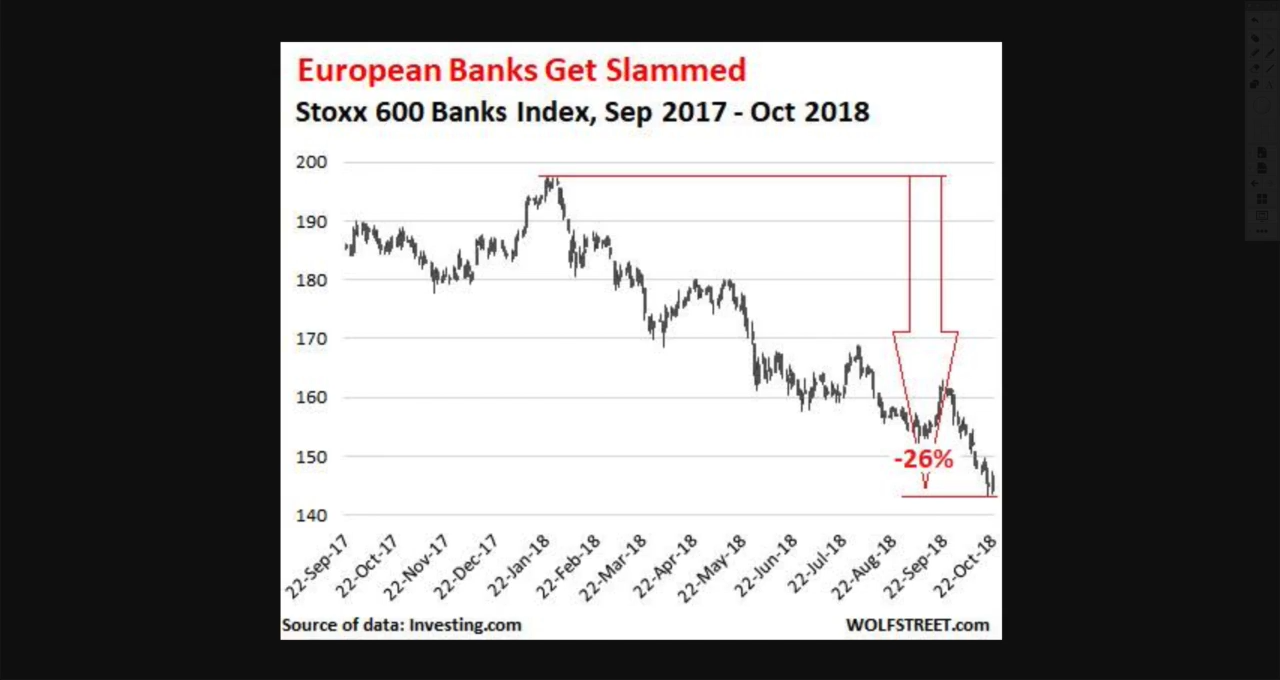 European Banks Get Slammed
Stoxx 600 Banks Index, Sep 2017 - Oct 2018
200
190
180
170
160
150
140
-26%
22-Sep-17
22-Oct-17
22-Nov-17
22-Dec-17
22-Jan-18
22-Feb-18
22-Mar-18
22-Apr-18
22-May-18
22-Jun-18
22-Jul-18
22-Aug-18
22-Sep-18
22-Oct-18
Source of data: Investing.com
WOLFSTREET.com